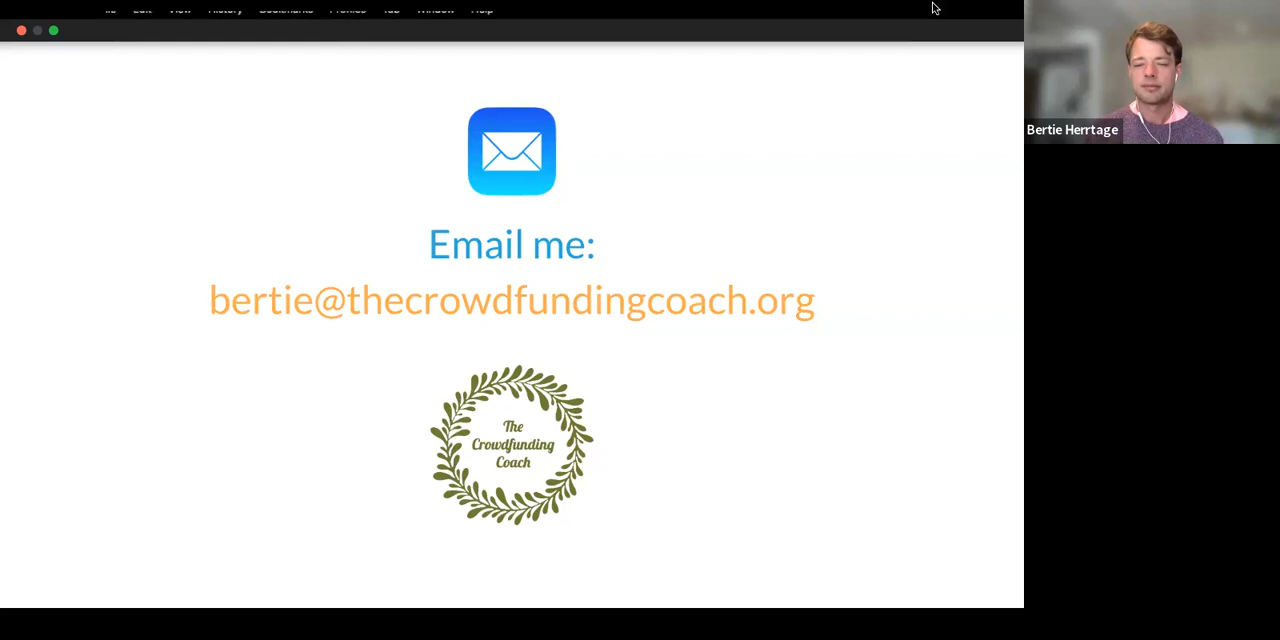 Email me:
bertie@thecrowdfundingcoach.org
The
Crowdfunding
Coach
Bertie Herrtage